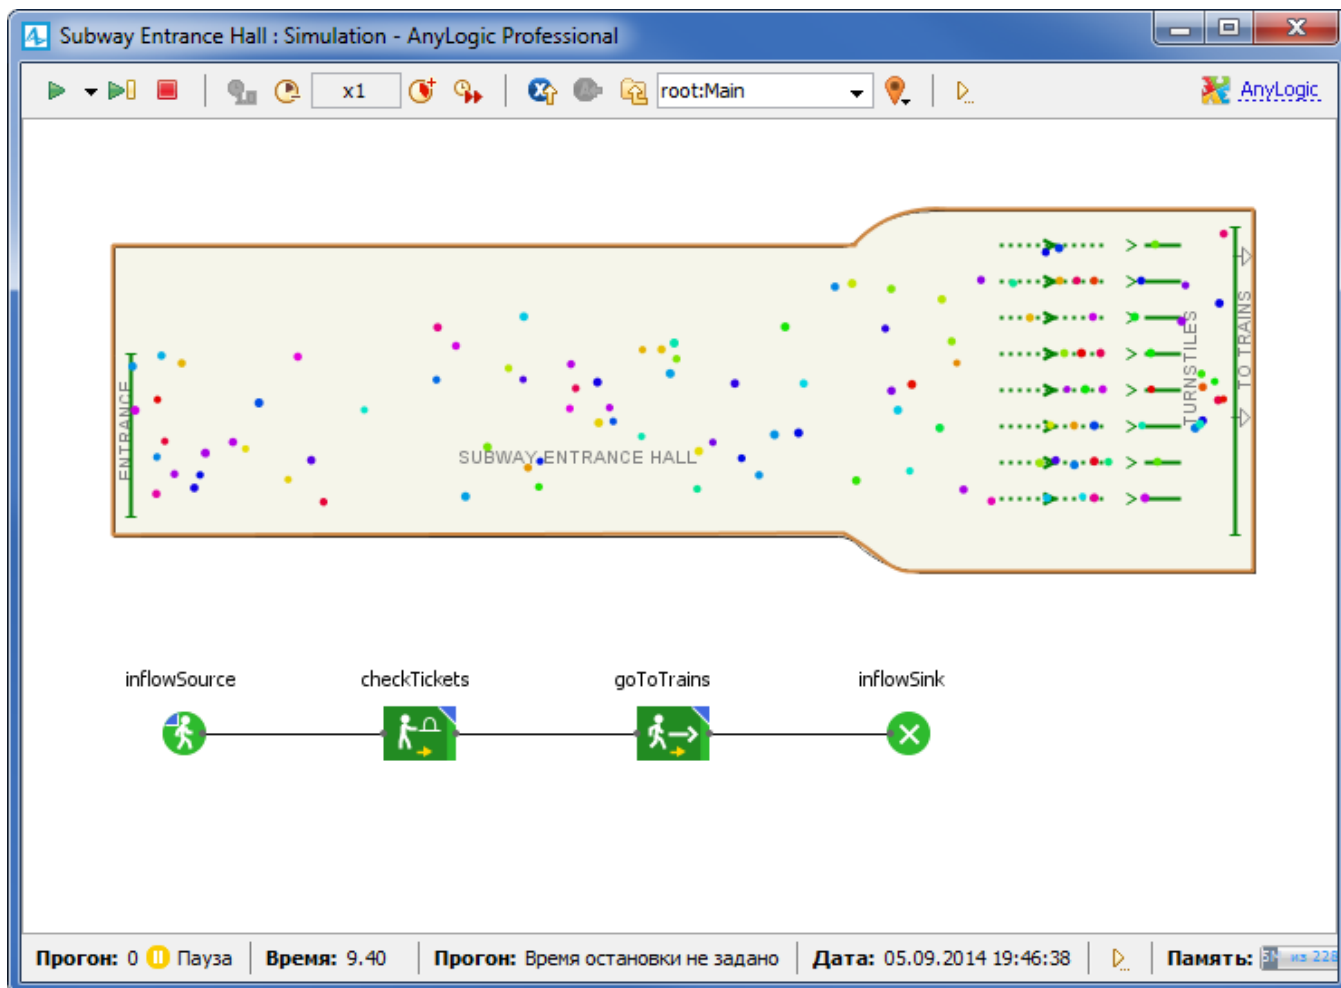 Subway Entrance Hall : Simulation - AnyLogic Professional
x1 root:Main AnyLogic
ENTRANCE
SUBWAY ENTRANCE HALL
TURNSTILES
TO TRAINS
inflowSource checkTickets goToTrains inflowSink
Прогон: 0 Пауза Время: 9.40 Прогон: Время остановки не задано Дата: 05.09.2014 19:46:38 Память: из 228